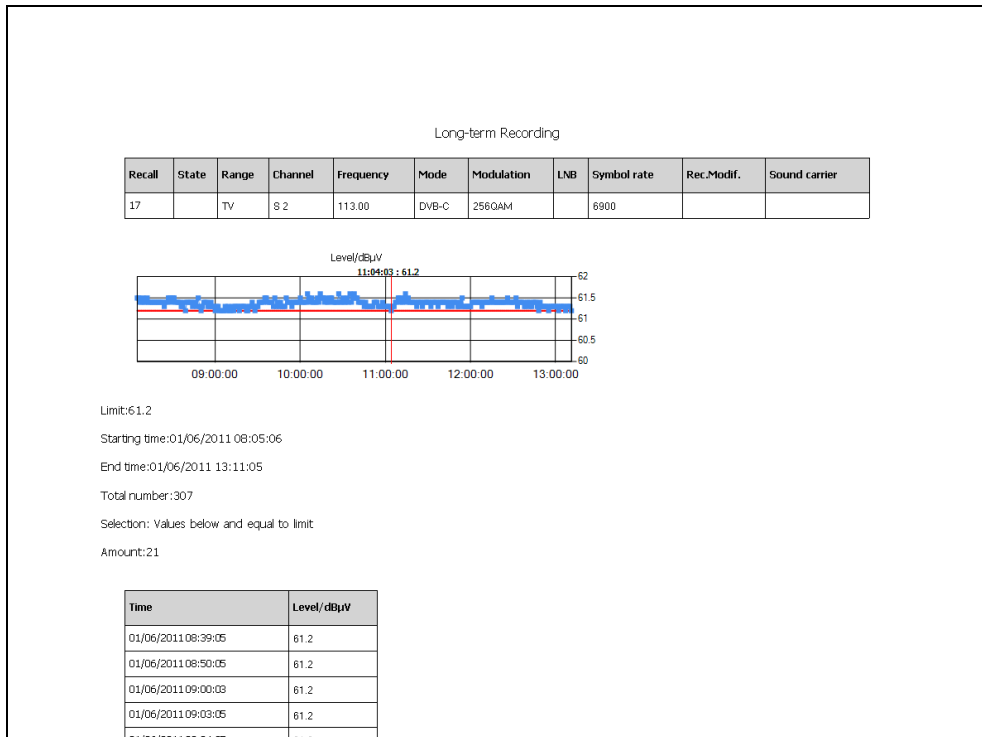 Long-term Recording
Recall State Range Channel Frequency Mode Modulation LNB Symbol rate Rec.Modif. Sound carrier
17 TV S 2 113.00 DVB-C 256QAM 6900
Level/dBµV
11:04:03 : 61.2
62
61.5
61
60.5
60
09:00:00 10:00:00 11:00:00 12:00:00 13:00:00
Limit:61.2
Starting time:01/06/2011 08:05:06
End time:01/06/2011 13:11:05
Total number:307
Selection: Values below and equal to limit
Amount:21
Time Level/dBµV
01/06/2011 08:39:05 61.2
01/06/2011 08:50:05 61.2
01/06/2011 09:00:03 61.2
01/06/2011 09:03:05 61.2